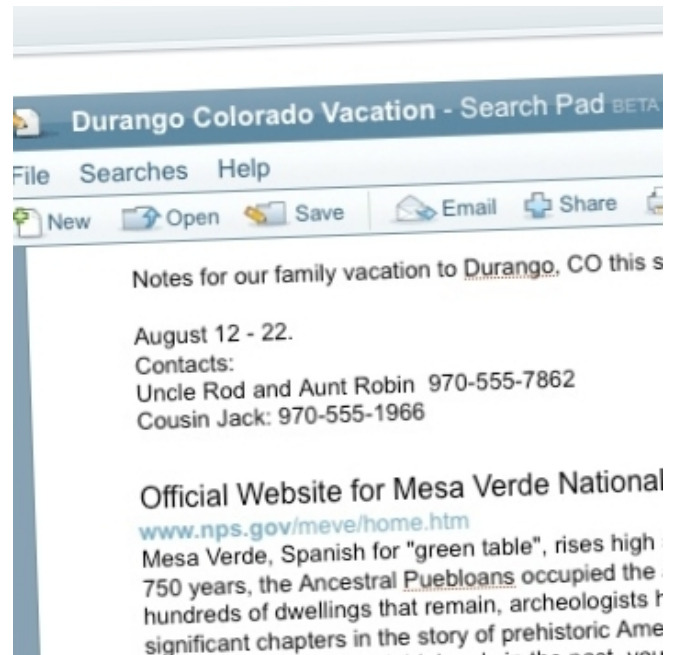 Durango Colorado Vacation - Search Pad BETA
File Searches Help
New Open Save Email Share
Notes for our family vacation to Durango, CO this s
August 12 - 22.
Contacts:
Uncle Rod and Aunt Robin 970-555-7862
Cousin Jack: 970-555-1966
Official Website for Mesa Verde National
www.nps.gov/meve/home.htm
Mesa Verde, Spanish for "green table", rises high
750 years, the Ancestral Puebloans occupied the
hundreds of dwellings that remain, archeologists h
significant chapters in the story of prehistoric Ame
in the past, you